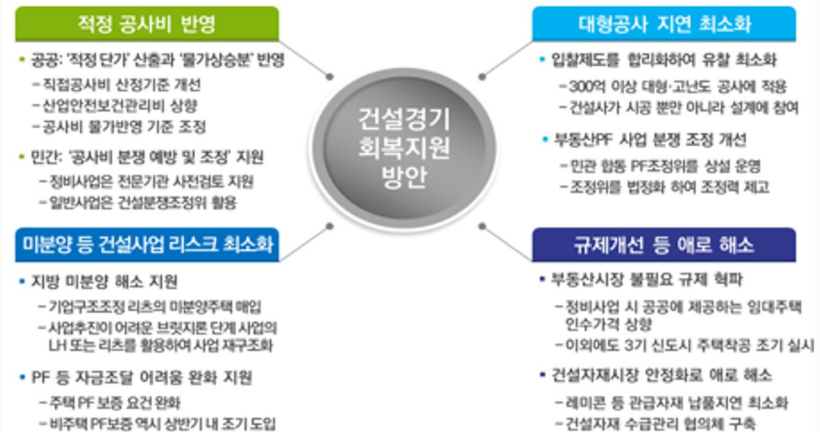 적정 공사비 반영
▪ 공공: '적정 단가' 산출과 '물가상승분' 반영
– 직접공사비 산정기준 개선
– 산업안전보건관리비 상향
– 공사비 물가반영 기준 조정
▪ 민간: '공사비 분쟁 예방 및 조정' 지원
– 정비사업은 전문기관 사전검토 지원
– 일반사업은 건설분쟁조정위 활용
대형공사 지연 최소화
▪ 입찰제도를 합리화하여 유찰 최소화
– 300억 이상 대형·고난도 공사에 적용
– 건설사가 시공 뿐만 아니라 설계에 참여
▪ 부동산PF 사업 분쟁 조정 개선
– 민관 합동 PF조정위를 상설 운영
– 조정위를 법정화 하여 조정력 제고
건설경기
회복지원
방안
미분양 등 건설사업 리스크 최소화
▪ 지방 미분양 해소 지원
– 기업구조조정 리츠의 미분양주택 매입
– 사업추진이 어려운 브릿지론 단계 사업의
LH 또는 리츠를 활용하여 사업 재구조화
▪ PF 등 자금조달 어려움 완화 지원
– 주택 PF 보증 요건 완화
– 비주택 PF보증 역시 상반기 내 조기 도입
규제개선 등 애로 해소
▪ 부동산시장 불필요 규제 혁파
– 정비사업 시 공공에 제공하는 임대주택
인수가격 상향
– 이외에도 3기 신도시 주택착공 조기 실시
▪ 건설자재시장 안정화로 애로 해소
– 레미콘 등 관급자재 납품지연 최소화
– 건설자재 수급관리 협의체 구축